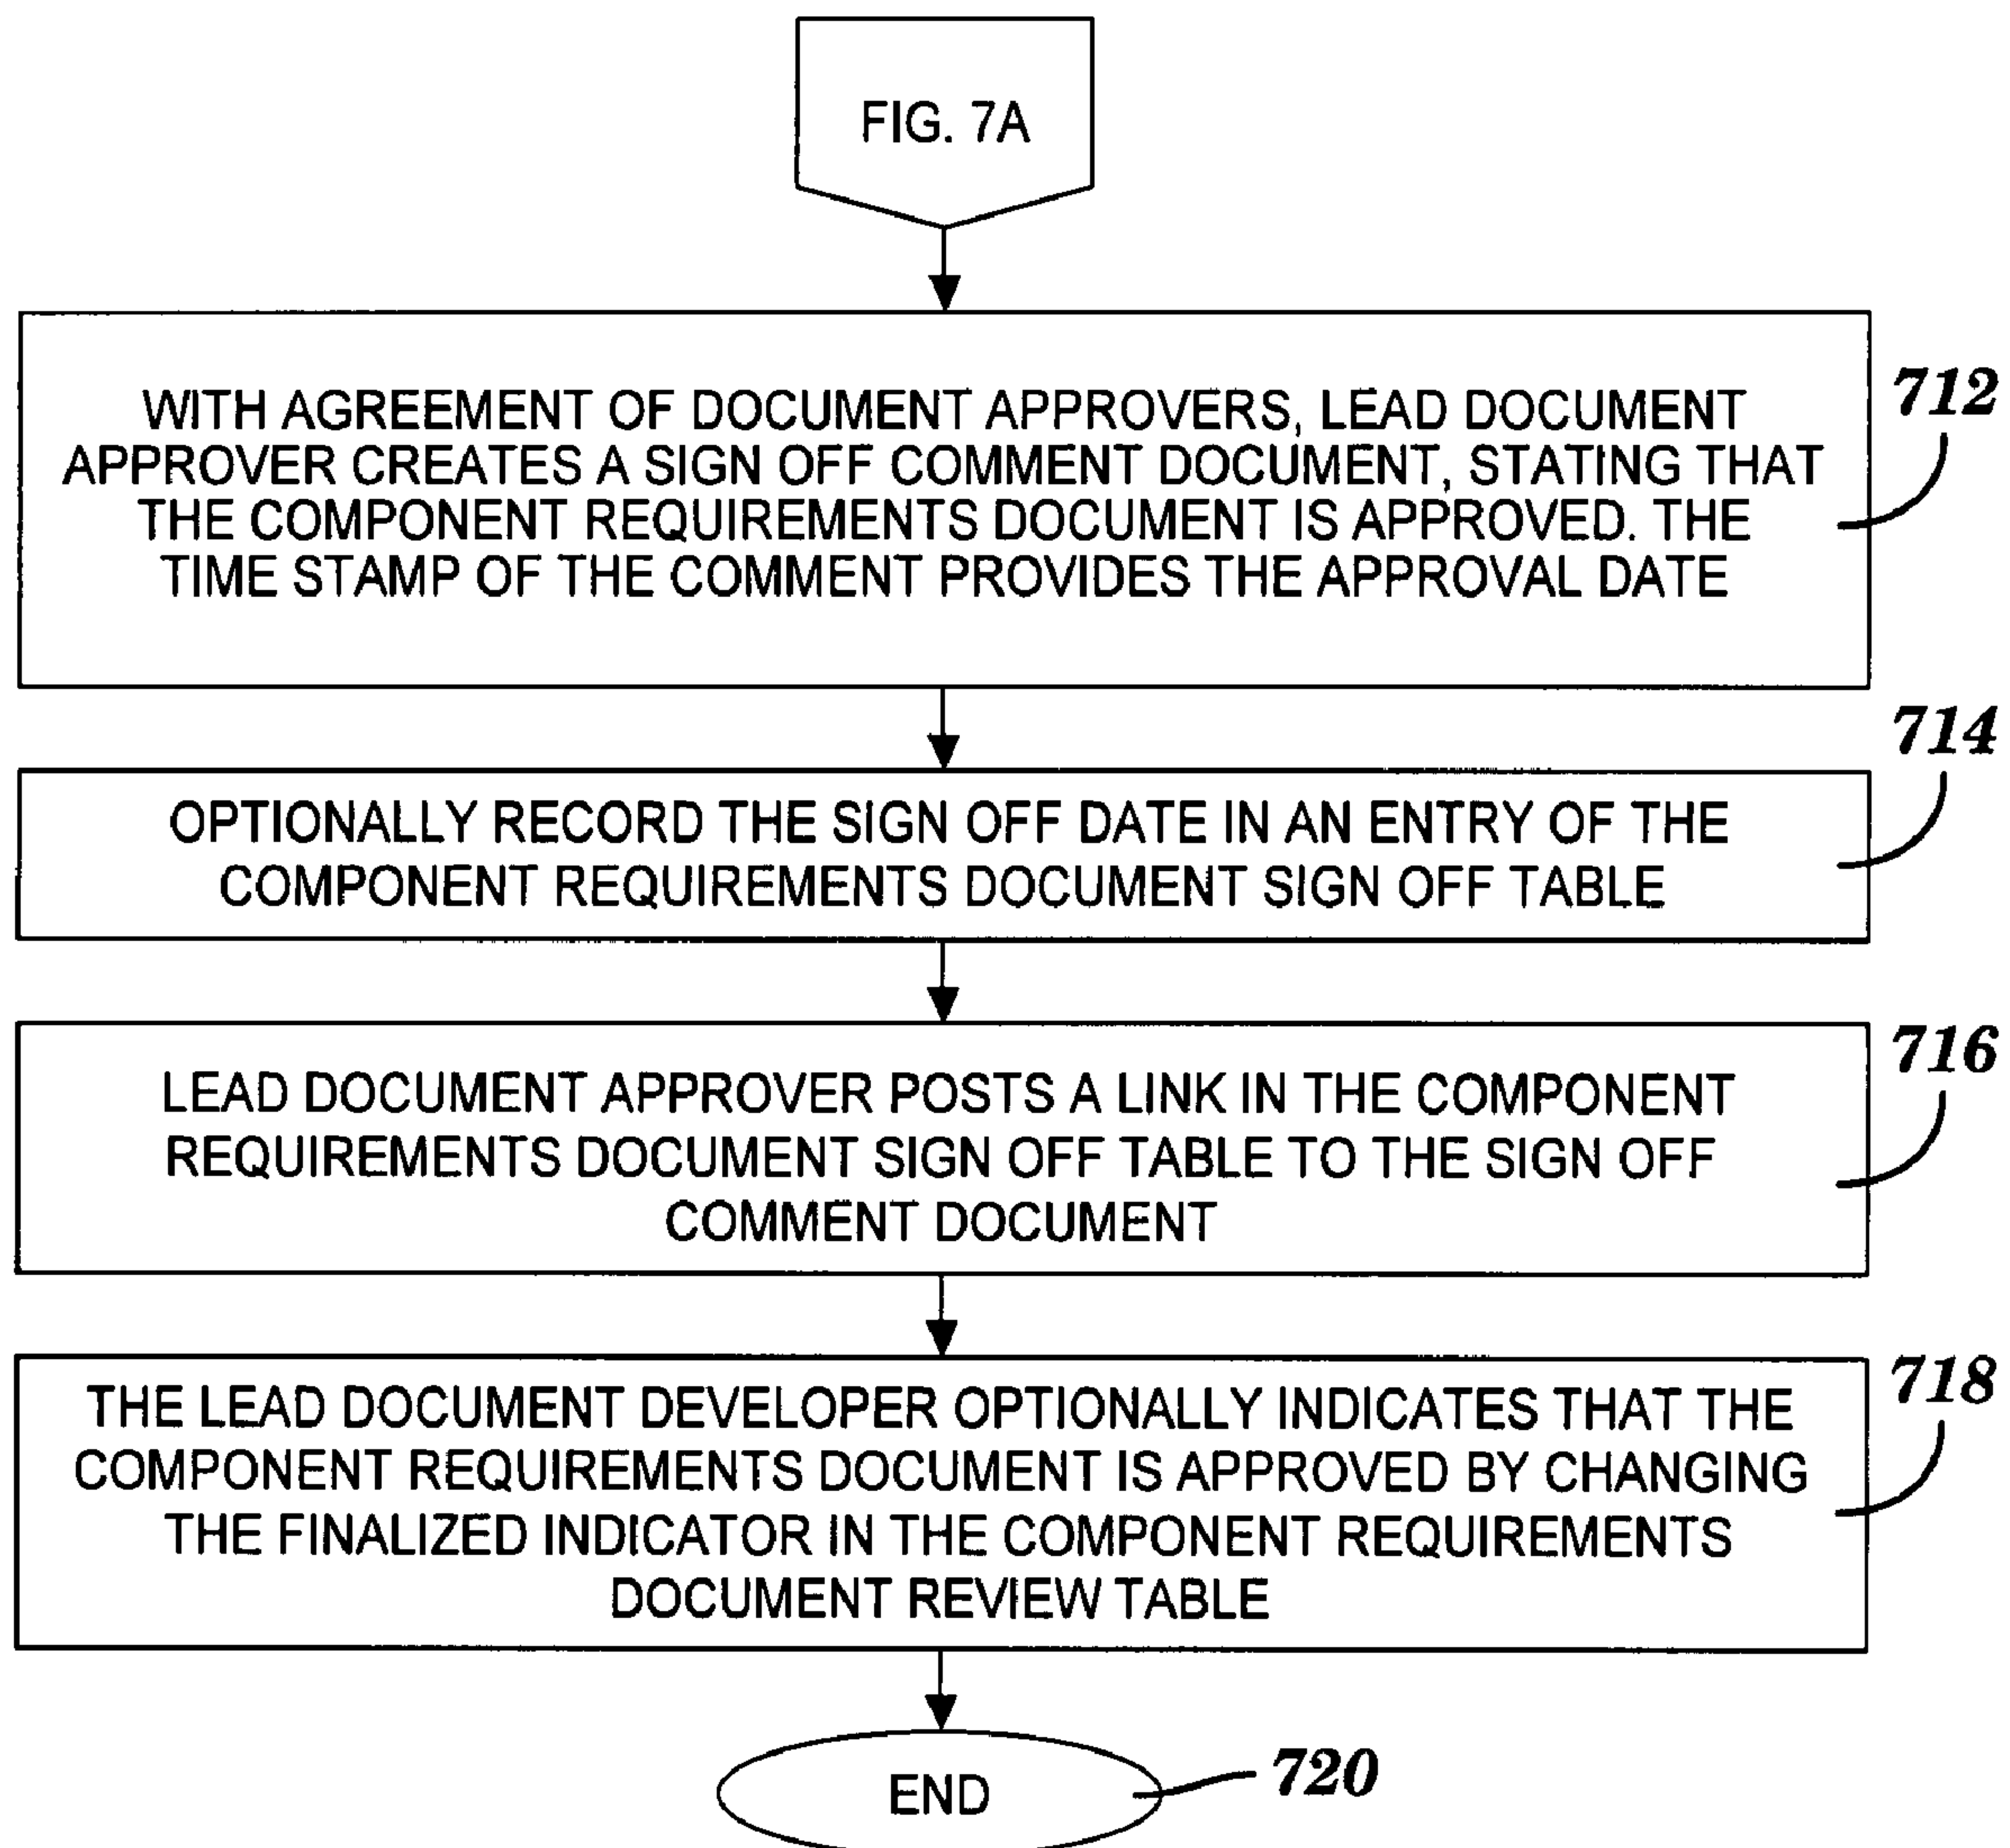 FIG. 7A
WITH AGREEMENT OF DOCUMENT APPROVERS, LEAD DOCUMENT
APPROVER CREATES A SIGN OFF COMMENT DOCUMENT, STATING THAT
THE COMPONENT REQUIREMENTS DOCUMENT IS APPROVED. THE
TIME STAMP OF THE COMMENT PROVIDES THE APPROVAL DATE
712
714
OPTIONALLY RECORD THE SIGN OFF DATE IN AN ENTRY OF THE
COMPONENT REQUIREMENTS DOCUMENT SIGN OFF TABLE
716
LEAD DOCUMENT APPROVER POSTS A LINK IN THE COMPONENT
REQUIREMENTS DOCUMENT SIGN OFF TABLE TO THE SIGN OFF
COMMENT DOCUMENT
718
THE LEAD DOCUMENT DEVELOPER OPTIONALLY INDICATES THAT THE
COMPONENT REQUIREMENTS DOCUMENT IS APPROVED BY CHANGING
THE FINALIZED INDICATOR IN THE COMPONENT REQUIREMENTS
DOCUMENT REVIEW TABLE
END
720